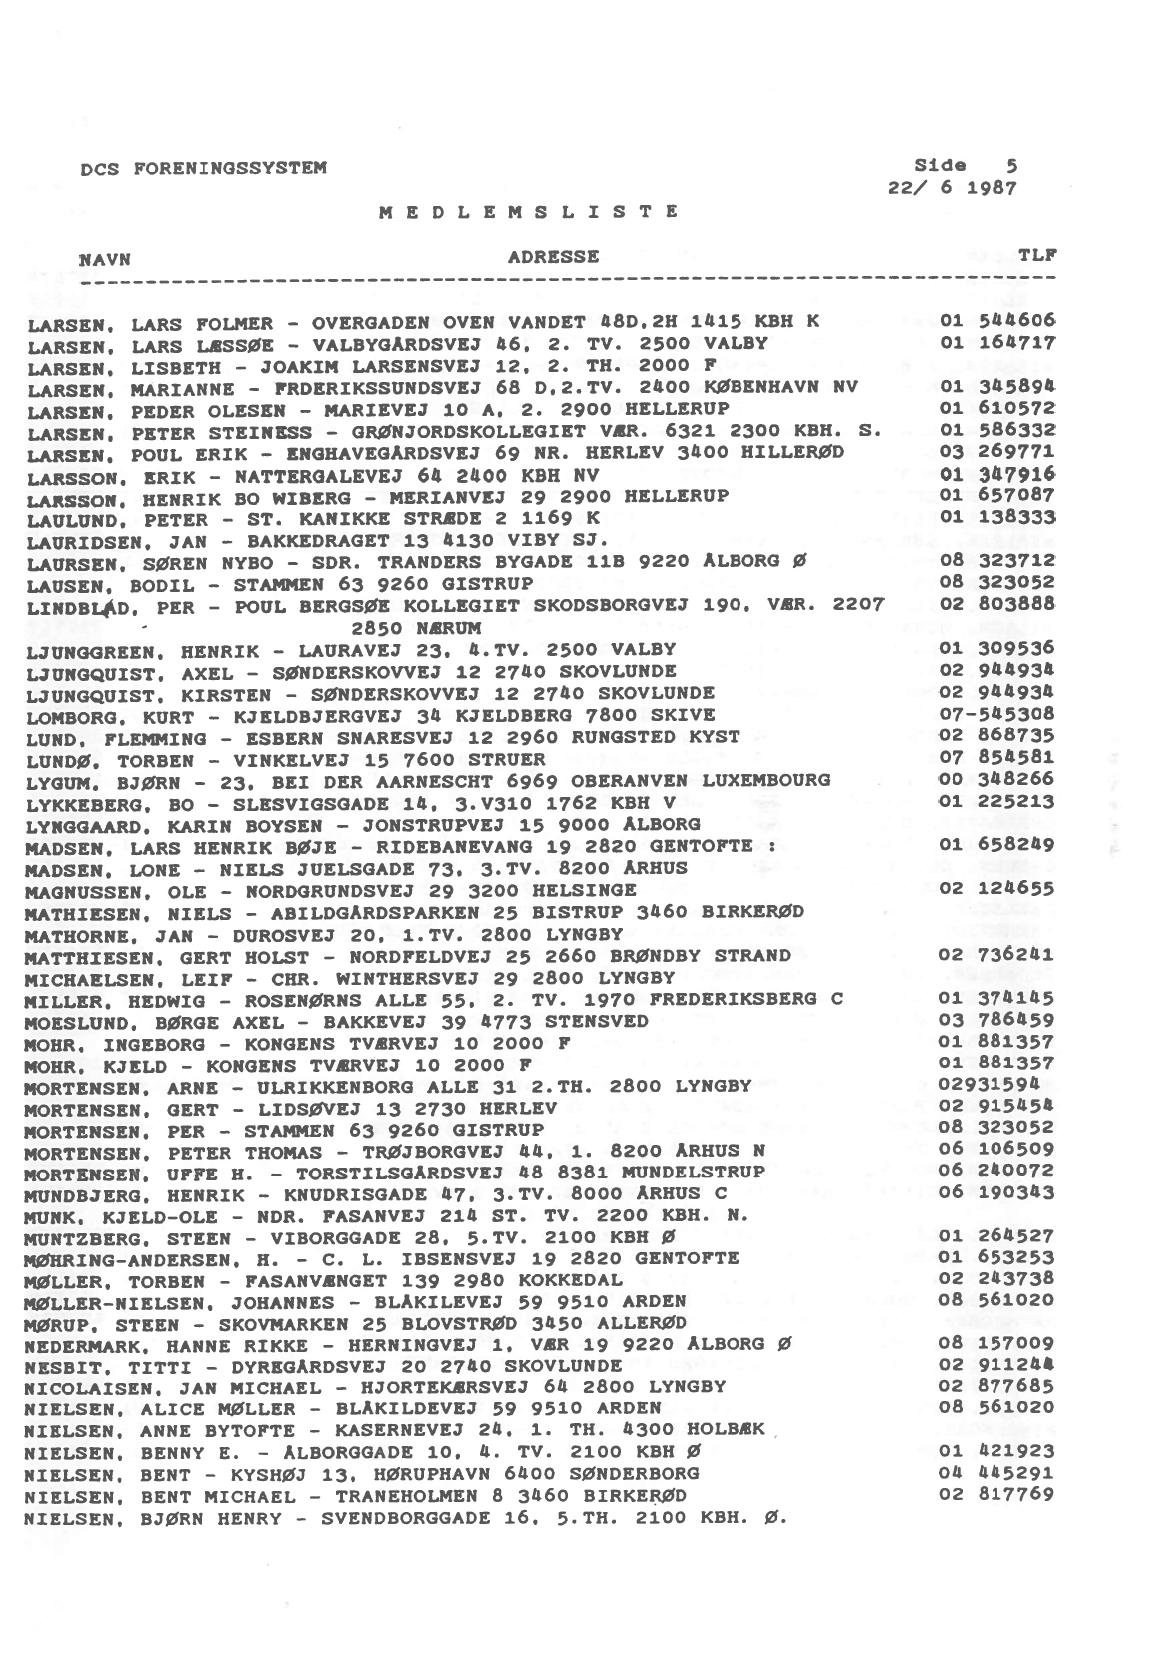 DCS FORENINGSSYSTEM Side 5
22/ 6 1987
M E D L E M S L I S T E
NAVN ADRESSE TLF
---------------------------------------------------------------------------
LARSEN, LARS FOLMER - OVERGADEN OVEN VANDET 48D,2H 1415 KBH K 01 544606
LARSEN, LARS LÆSSØE - VALBYGÅRDSVEJ 46, 2. TV. 2500 VALBY 01 164717
LARSEN, LISBETH - JOAKIM LARSENSVEJ 12, 2. TH. 2000 F
LARSEN, MARIANNE - FRDERIKSSUNDSVEJ 68 D,2.TV. 2400 KØBENHAVN NV 01 345894
LARSEN, PEDER OLESEN - MARIEVEJ 10 A, 2. 2900 HELLERUP 01 610572
LARSEN, PETER STEINESS - GRØNJORDSKOLLEGIET VÆR. 6321 2300 KBH. S. 01 586332
LARSEN, POUL ERIK - ENGHAVEGÅRDSVEJ 69 NR. HERLEV 3400 HILLERØD 03 269771
LARSSON, ERIK - NATTERGALEVEJ 64 2400 KBH NV 01 347916
LARSSON, HENRIK BO WIBERG - MERIANVEJ 29 2900 HELLERUP 01 657087
LAULUND, PETER - ST. KANIKKE STRÆDE 2 1169 K 01 138333
LAURIDSEN, JAN - BAKKEDRAGET 13 4130 VIBY SJ.
LAURSEN, SØREN NYBO - SDR. TRANDERS BYGADE 11B 9220 ÅLBORG Ø 08 323712
LAUSEN, BODIL - STAMMEN 63 9260 GISTRUP 08 323052
LINDBLAD, PER - POUL BERGSØE KOLLEGIET SKODSBORGVEJ 190, VÆR. 2207 02 803888
2850 NÆRUM
LJUNGGREEN, HENRIK - LAURAVEJ 23, 4.TV. 2500 VALBY 01 309536
LJUNGQUIST, AXEL - SØNDERSKOVVEJ 12 2740 SKOVLUNDE 02 944934
LJUNGQUIST, KIRSTEN - SØNDERSKOVVEJ 12 2740 SKOVLUNDE 02 944934
LOMBORG, KURT - KJELDBJERGVEJ 34 KJELDBERG 7800 SKIVE 07-545308
LUND, FLEMMING - ESBERN SNARESVEJ 12 2960 RUNGSTED KYST 02 868735
LUNDØ, TORBEN - VINKELVEJ 15 7600 STRUER 07 854581
LYGUM, BJØRN - 23, BEI DER AARNESCHT 6969 OBERANVEN LUXEMBOURG 00 348266
LYKKEBERG, BO - SLESVIGSGADE 14, 3.V310 1762 KBH V 01 225213
LYNGGAARD, KARIN BOYSEN - JONSTRUPVEJ 15 9000 ÅLBORG
MADSEN, LARS HENRIK BØJE - RIDEBANEVANG 19 2820 GENTOFTE : 01 658249
MADSEN, LONE - NIELS JUELSGADE 73, 3.TV. 8200 ÅRHUS
MAGNUSSEN, OLE - NORDGRUNDSVEJ 29 3200 HELSINGE 02 124655
MATHIESEN, NIELS - ABILDGÅRDSPARKEN 25 BISTRUP 3460 BIRKERØD
MATHORNE, JAN - DUROSVEJ 20, 1.TV. 2800 LYNGBY
MATTHIESEN, GERT HOLST - NORDFELDVEJ 25 2660 BRØNDBY STRAND 02 736241
MICHAELSEN, LEIF - CHR. WINTHERSVEJ 29 2800 LYNGBY
MILLER, HEDWIG - ROSENØRNS ALLE 55, 2. TV. 1970 FREDERIKSBERG C 01 374145
MOESLUND, BØRGE AXEL - BAKKEVEJ 39 4773 STENSVED 03 786459
MOHR, INGEBORG - KONGENS TVÆRVEJ 10 2000 F 01 881357
MOHR, KJELD - KONGENS TVÆRVEJ 10 2000 F 01 881357
MORTENSEN, ARNE - ULRIKKENBORG ALLE 31 2.TH. 2800 LYNGBY 02931594
MORTENSEN, GERT - LIDSØVEJ 13 2730 HERLEV 02 915454
MORTENSEN, PER - STAMMEN 63 9260 GISTRUP 08 323052
MORTENSEN, PETER THOMAS - TRØJBORGVEJ 44, 1. 8200 ÅRHUS N 06 106509
MORTENSEN, UFFE H. - TORSTILSGÅRDSVEJ 48 8381 MUNDELSTRUP 06 240072
MUNDBJERG, HENRIK - KNUDRISGADE 47, 3.TV. 8000 ÅRHUS C 06 190343
MUNK, KJELD-OLE - NDR. FASANVEJ 214 ST. TV. 2200 KBH. N.
MUNTZBERG, STEEN - VIBORGGADE 28, 5.TV. 2100 KBH Ø 01 264527
MØHRING-ANDERSEN, H. - C. L. IBSENSVEJ 19 2820 GENTOFTE 01 653253
MØLLER, TORBEN - FASANVÆNGET 139 2980 KOKKEDAL 02 243738
MØLLER-NIELSEN, JOHANNES - BLÅKILEVEJ 59 9510 ARDEN 08 561020
MØRUP, STEEN - SKOVMARKEN 25 BLOVSTRØD 3450 ALLERØD
NEDERMARK, HANNE RIKKE - HERNINGVEJ 1, VÆR 19 9220 ÅLBORG Ø 08 157009
NESBIT, TITTI - DYREGÅRDSVEJ 20 2740 SKOVLUNDE 02 911244
NICOLAISEN, JAN MICHAEL - HJORTEKÆRSVEJ 64 2800 LYNGBY 02 877685
NIELSEN, ALICE MØLLER - BLÅKILDEVEJ 59 9510 ARDEN 08 561020
NIELSEN, ANNE BYTOFTE - KASERNEVEJ 24, 1. TH. 4300 HOLBÆK
NIELSEN, BENNY E. - ÅLBORGGADE 10, 4. TV. 2100 KBH Ø 01 421923
NIELSEN, BENT - KYSHØJ 13, HØRUPHAVN 6400 SØNDERBORG 04 445291
NIELSEN, BENT MICHAEL - TRANEHOLMEN 8 3460 BIRKERØD 02 817769
NIELSEN, BJØRN HENRY - SVENDBORGGADE 16, 5.TH. 2100 KBH. Ø.